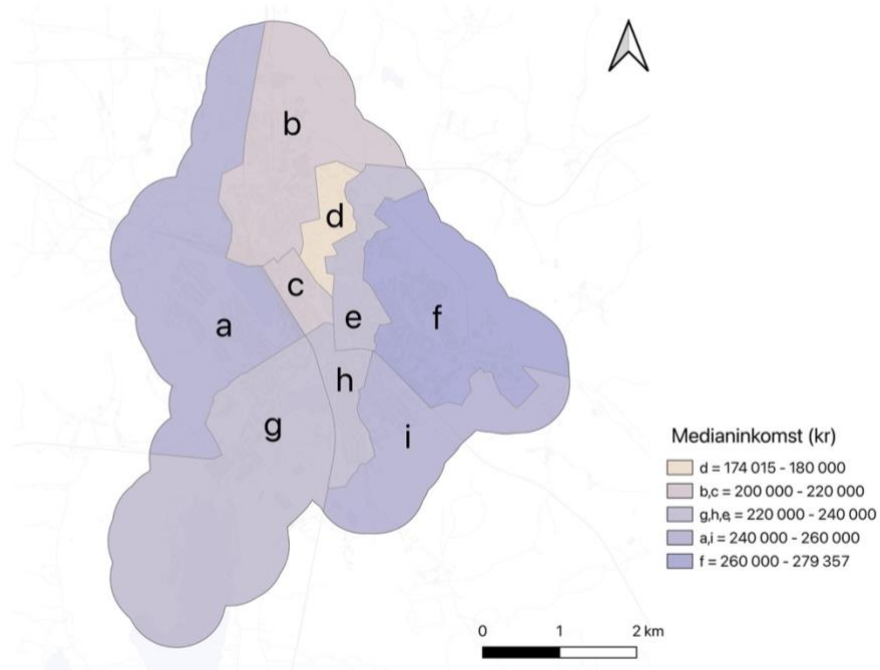 b
d
c
e
f
a
h
g
i
Medianinkomst (kr)
d = 174 015 - 180 000
b,c = 200 000 - 220 000
g,h,e, = 220 000 - 240 000
a,i = 240 000 - 260 000
f = 260 000 - 279 357
0 1 2 km